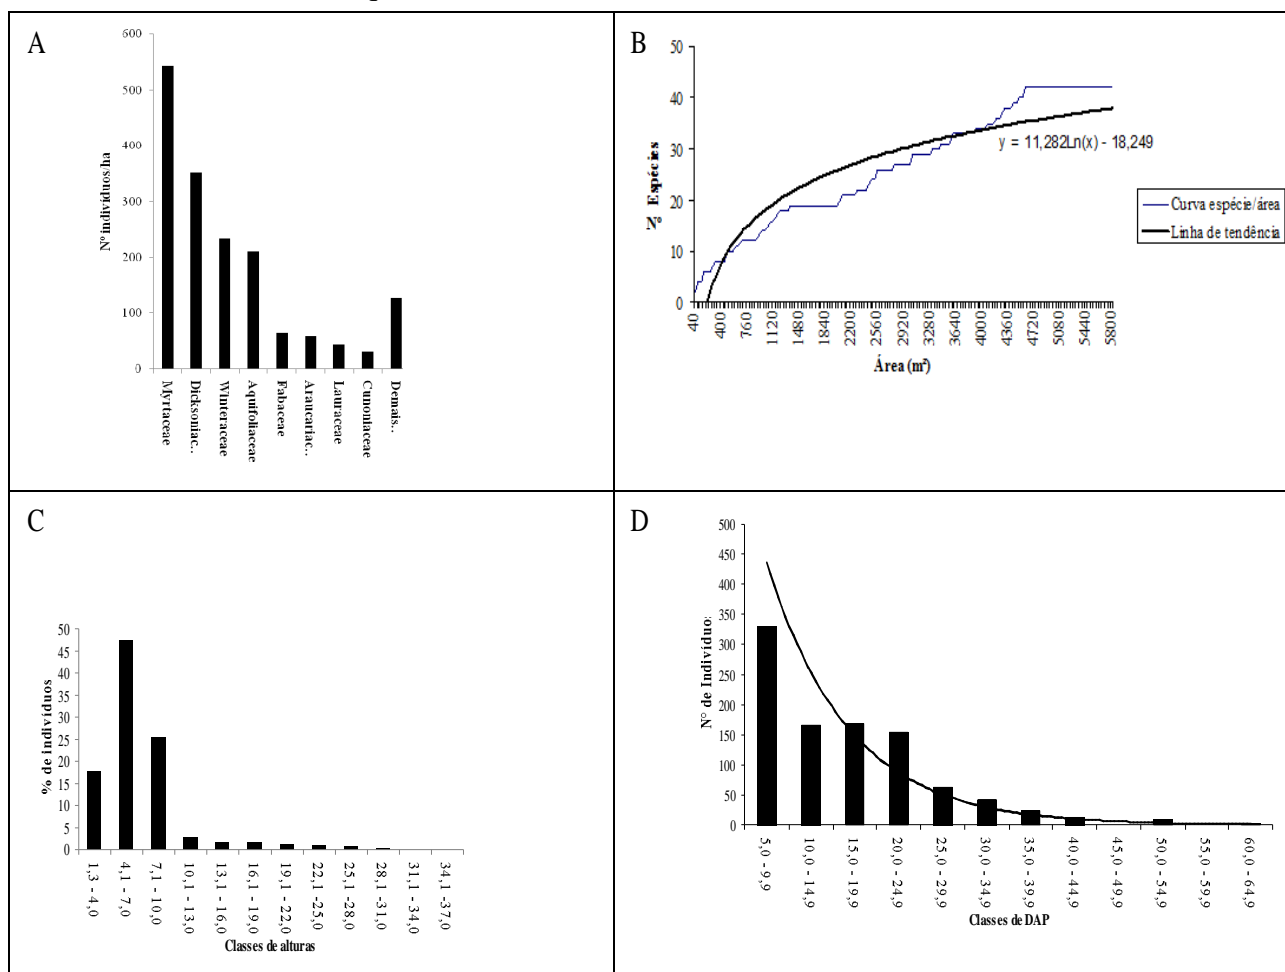 A
600
500
400
300
200
100
0
Nº indivíduos/ha
Myrtaceae
Dicksoniac..
Winteraceae
Aquifoliaceae
Fabaceae
Araucariac..
Lauraceae
Cunoniaceae
Demais..
B
50
40
30
20
10
0
Nº Espécies
y = 11,282Ln(x) - 18,249
Curva espécie/área
Linha de tendência
40
400
760
1120
1480
1840
2200
2560
2920
3280
3640
4000
4360
4720
5080
5440
5800
Área (m²)
C
50
45
40
35
30
25
20
15
10
5
0
% de indivíduos
1,3 - 4,0
4,1 - 7,0
7,1 - 10,0
10,1 - 13,0
13,1 - 16,0
16,1 - 19,0
19,1 - 22,0
22,1 -25,0
25,1 -28,0
28,1 -31,0
31,1 - 34,0
34,1 -37,0
Classes de alturas
D
500
450
400
350
300
250
200
150
100
50
0
Nº de Indivíduo:
5,0 - 9,9
10,0 - 14,9
15,0 - 19,9
20,0 - 24,9
25,0 - 29,9
30,0 - 34,9
35,0 - 39,9
40,0 - 44,9
45,0 - 49,9
50,0 - 54,9
55,0 - 59,9
60,0 - 64,9
Classes de DAP